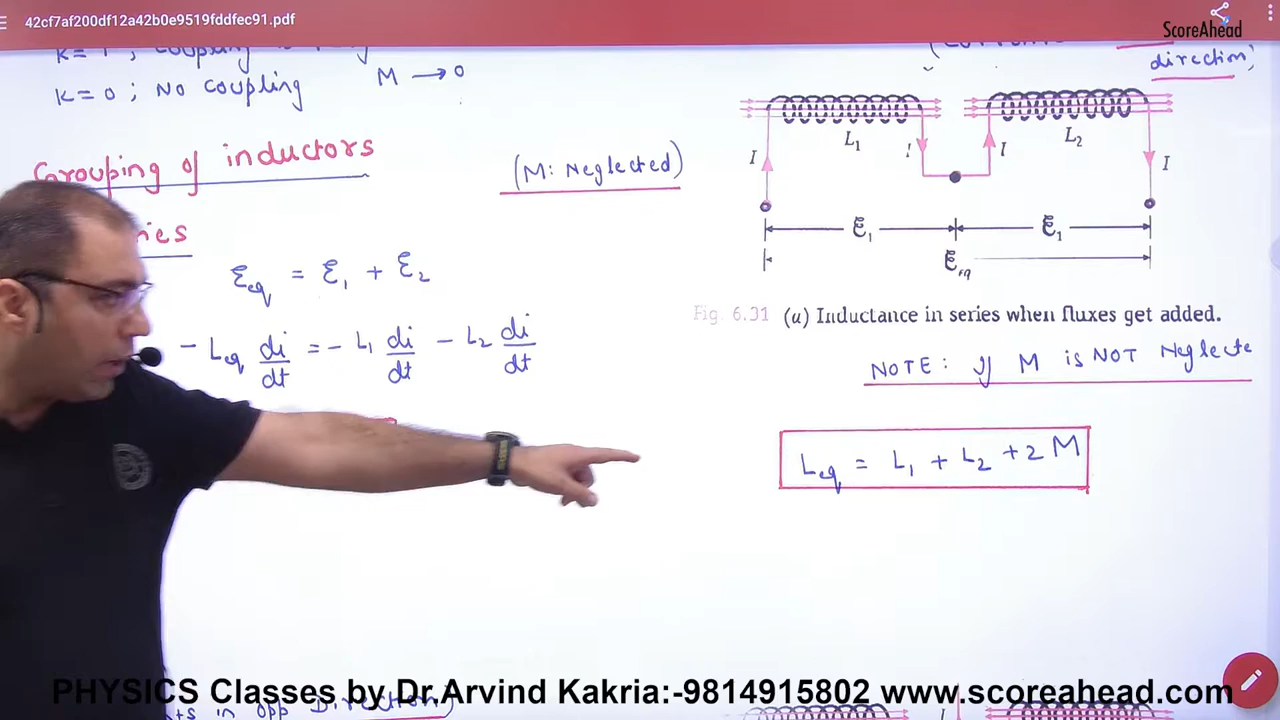 42cf7af200df12a42b0e9519fddfec91.pdf
ScoreAhead
K=0 ; No coupling M → 0
direction)
Grouping of inductors
(M: Neglected)
L₁
L₂
I
I
I
I
ℰ₁
ℰ₁
ℰeq
ℰeq = ℰ₁ + ℰ₂
Fig. 6.31 (a) Inductance in series when fluxes get added.
- Leq di/dt = - L₁ di/dt - L₂ di/dt
NOTE: If M is NOT Neglecte
Leq = L₁ + L₂ + 2M
in opp Direction)
PHYSICS Classes by Dr.Arvind Kakria:-9814915802 www.scoreahead.com